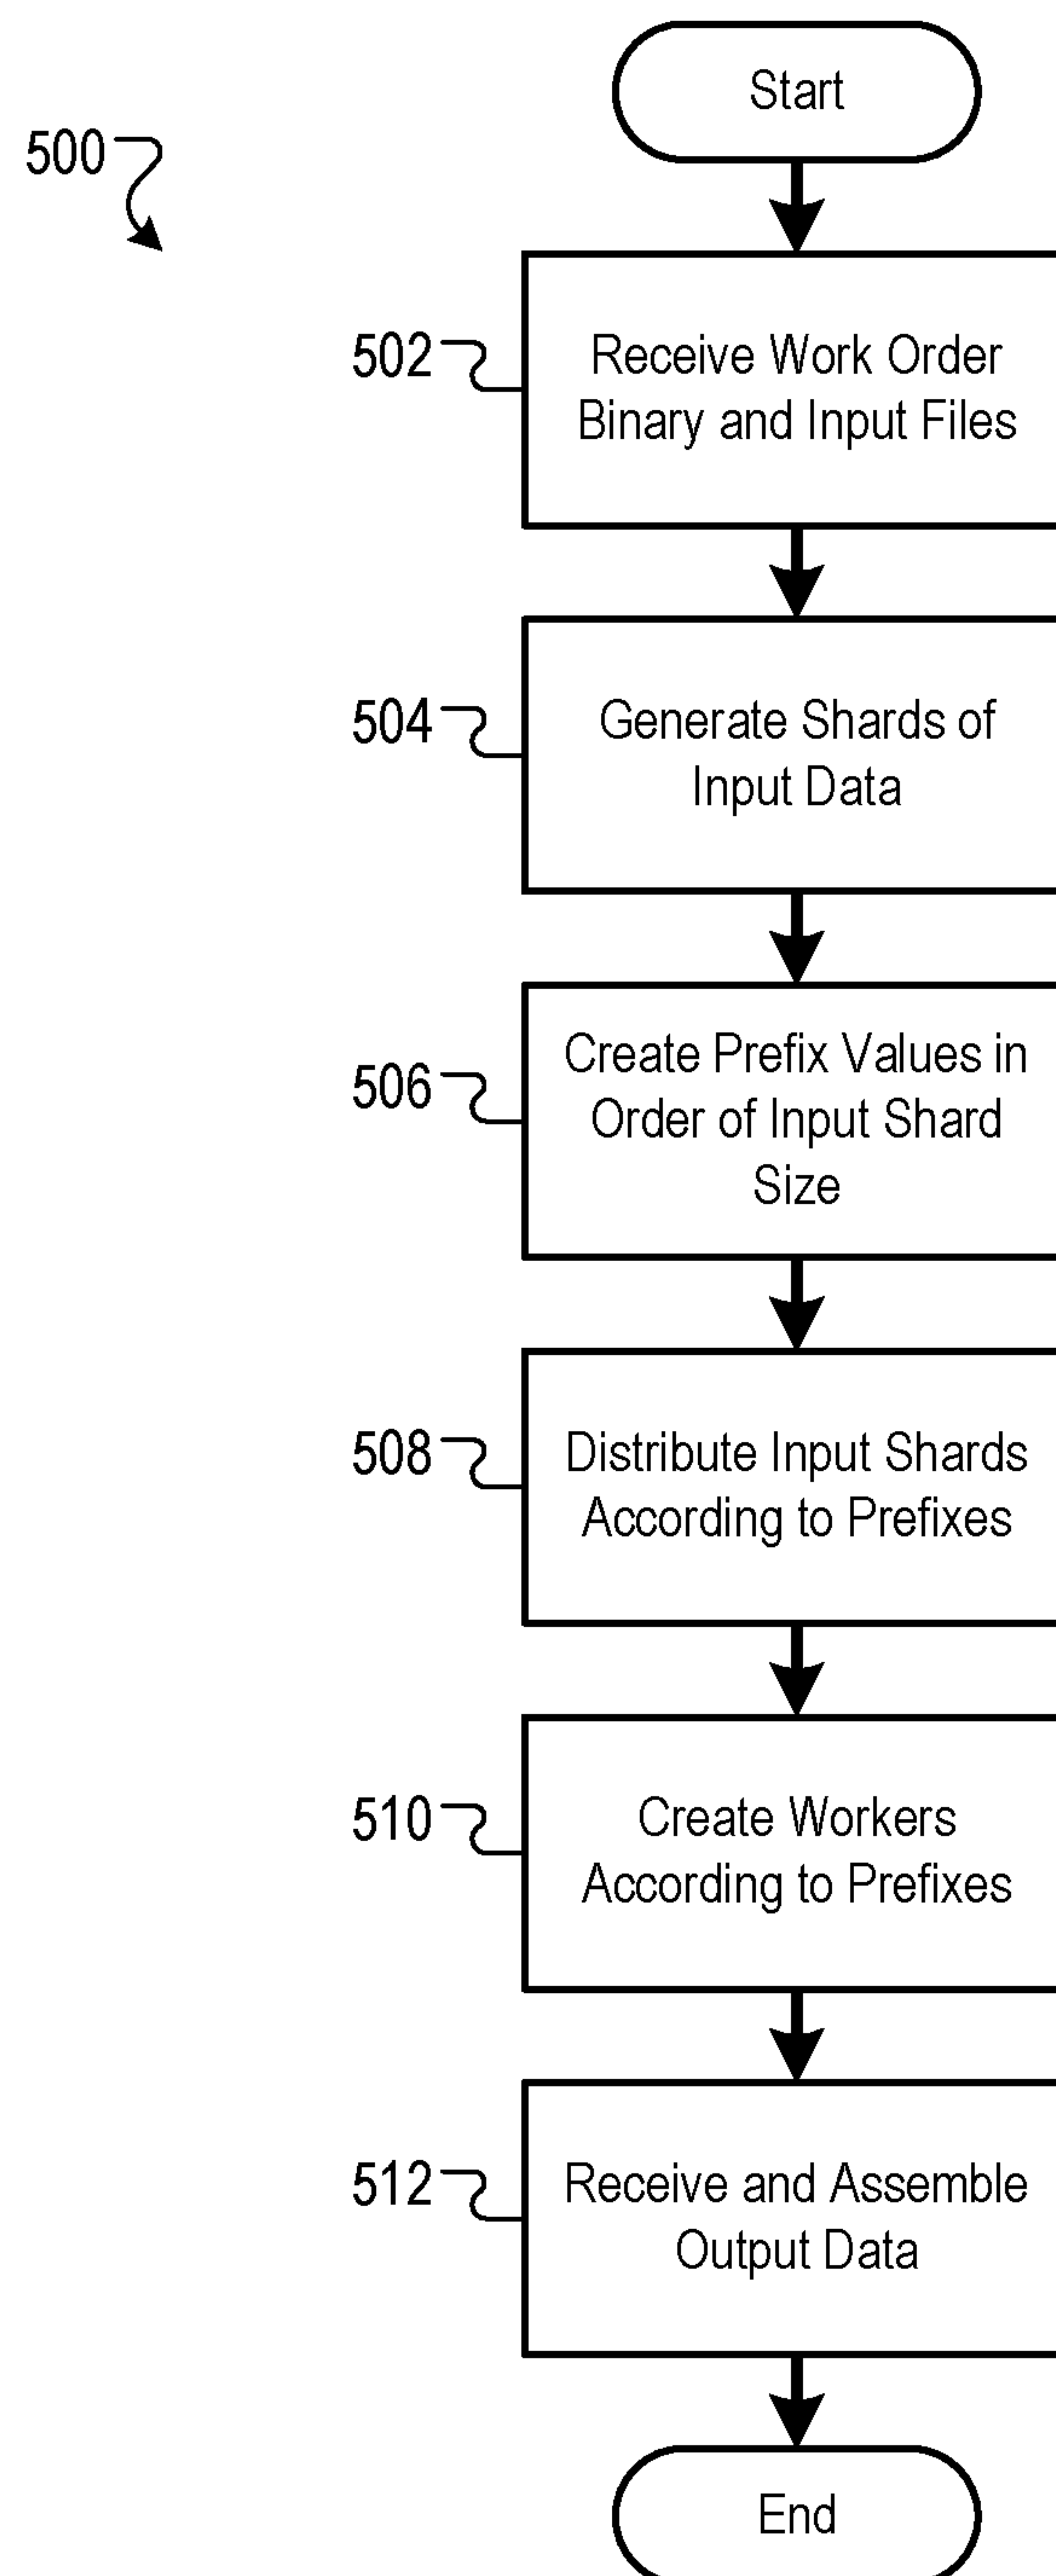 Start
500
502
Receive Work Order
Binary and Input Files
504
Generate Shards of
Input Data
506
Create Prefix Values in
Order of Input Shard
Size
508
Distribute Input Shards
According to Prefixes
510
Create Workers
According to Prefixes
512
Receive and Assemble
Output Data
End